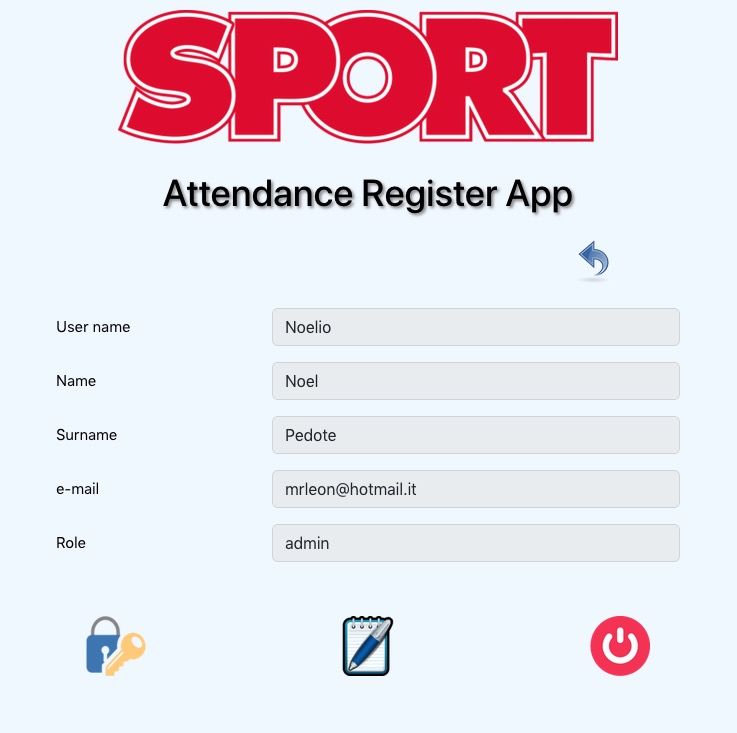 SPORT
Attendance Register App
User name Noelio
Name Noel
Surname Pedote
e-mail mrleon@hotmail.it
Role admin